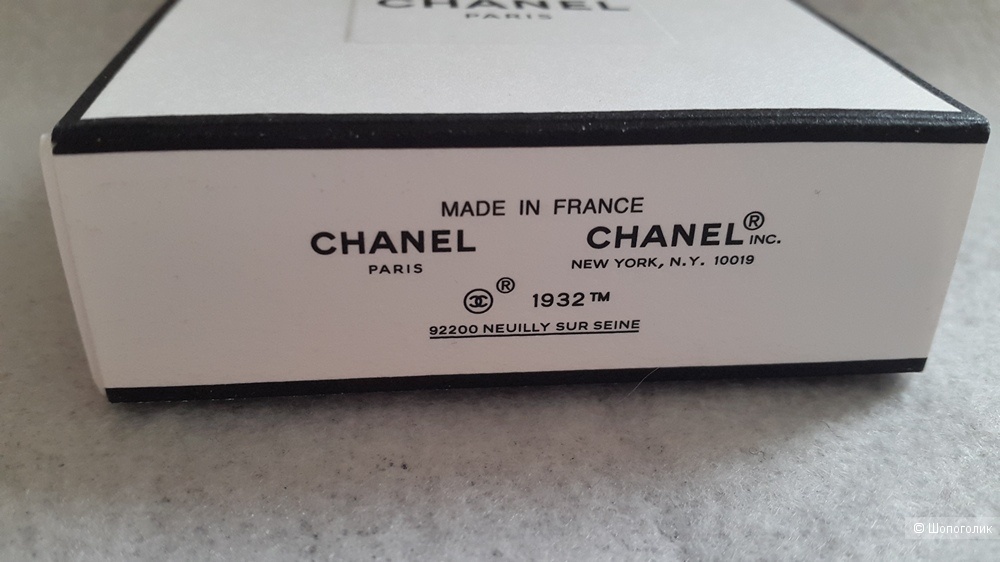 CHANEL
PARIS
MADE IN FRANCE
CHANEL CHANEL® INC.
PARIS NEW YORK, N.Y. 10019
® 1932™
92200 NEUILLY SUR SEINE
© Шопоголик